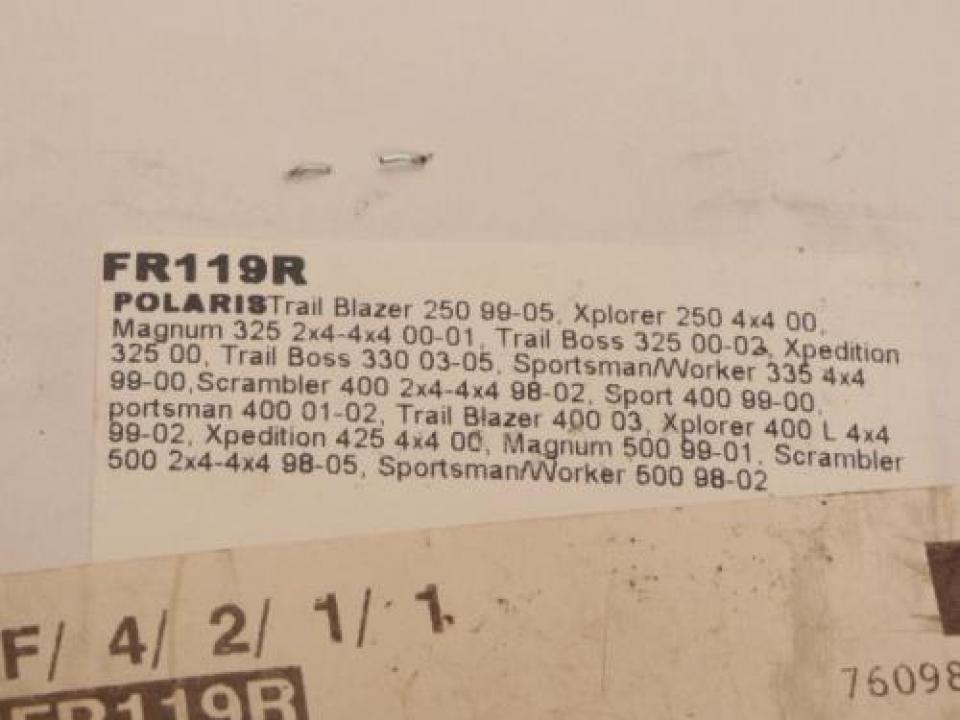 FR119R
POLARISTrail Blazer 250 99-05, Xplorer 250 4x4 00,
Magnum 325 2x4-4x4 00-01, Trail Boss 325 00-02, Xpedition
325 00, Trail Boss 330 03-05, Sportsman/Worker 335 4x4
99-00,Scrambler 400 2x4-4x4 98-02, Sport 400 99-00,
portsman 400 01-02, Trail Blazer 400 03, Xplorer 400 L 4x4
99-02, Xpedition 425 4x4 00, Magnum 500 99-01, Scrambler
500 2x4-4x4 98-05, Sportsman/Worker 500 98-02
F/ 4/ 2/ 1/ 1
FR119R
76098